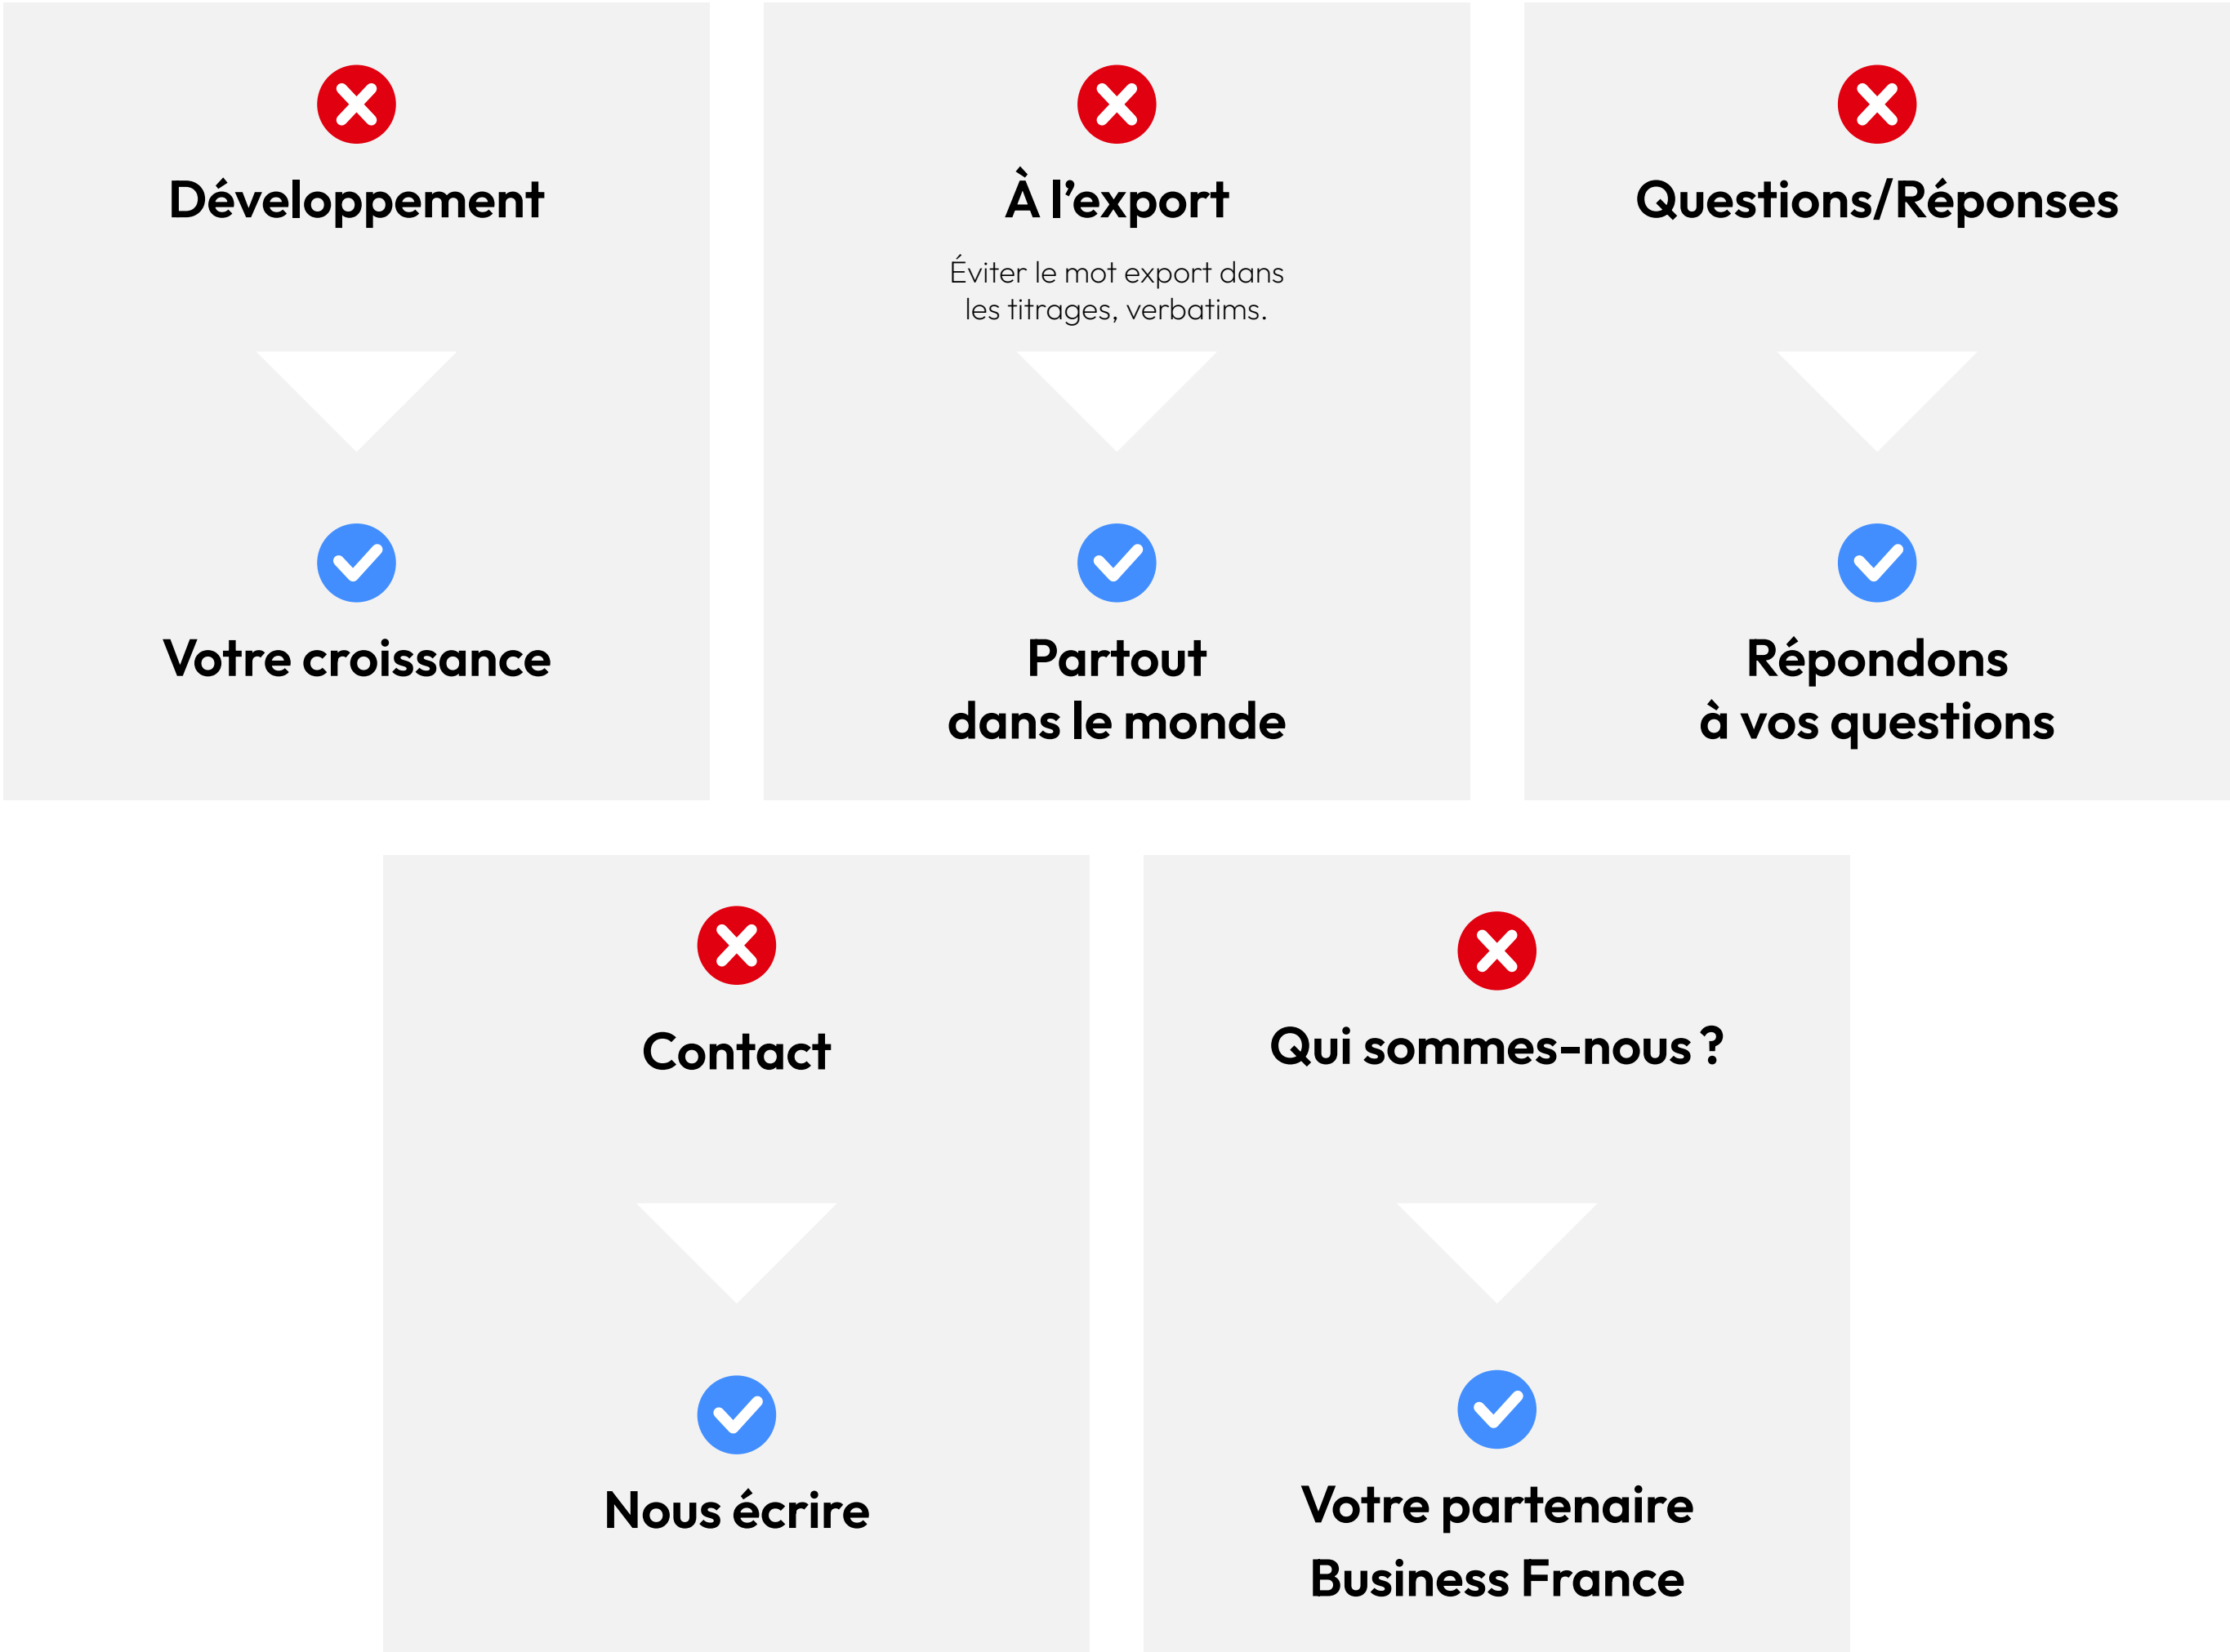 Développement
Votre croissance
À l’export
Éviter le mot export dans
les titrages, verbatims.
Partout
dans le monde
Questions/Réponses
Répondons
à vos questions
Contact
Nous écrire
Qui sommes-nous ?
Votre partenaire
Business France